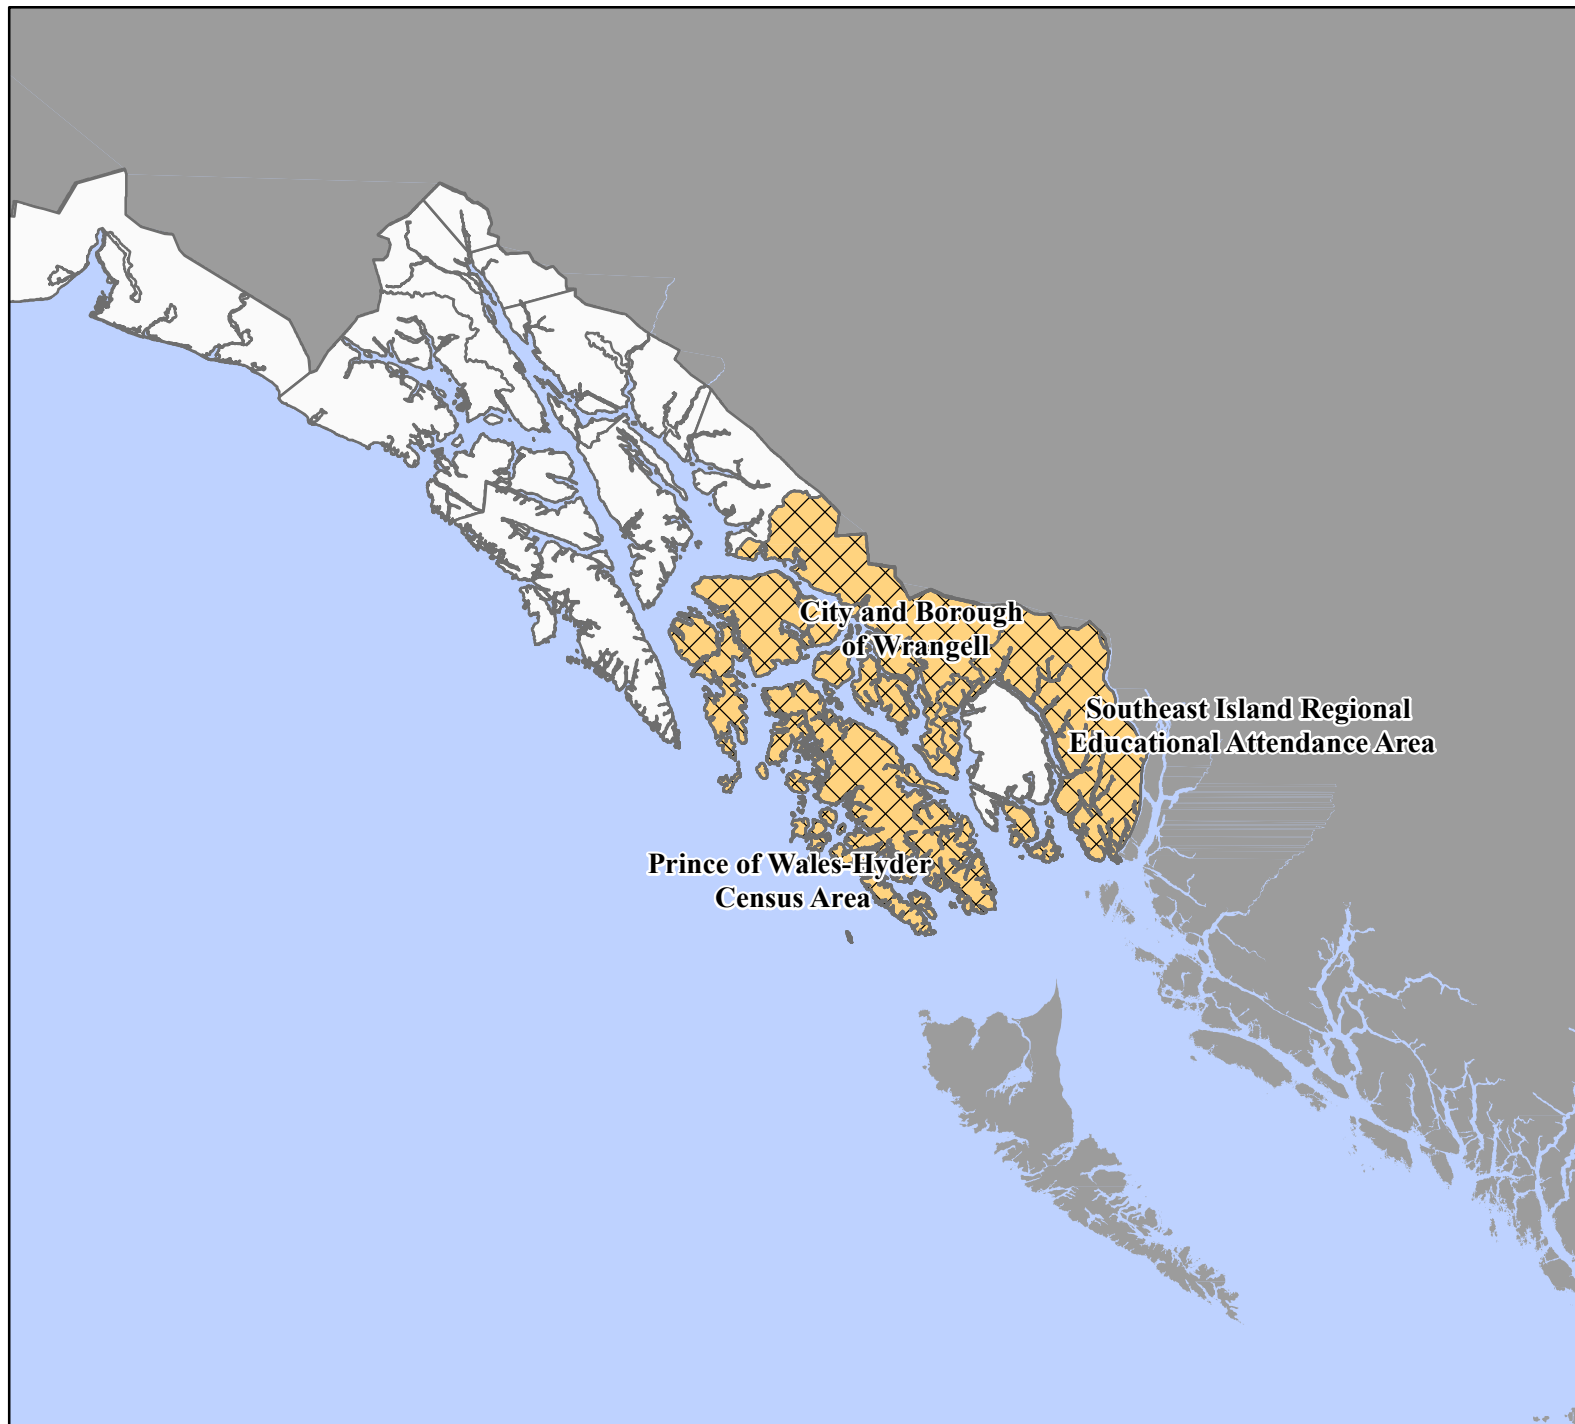 City and Borough
of Wrangell
Southeast Island Regional
Educational Attendance Area
Prince of Wales-Hyder
Census Area